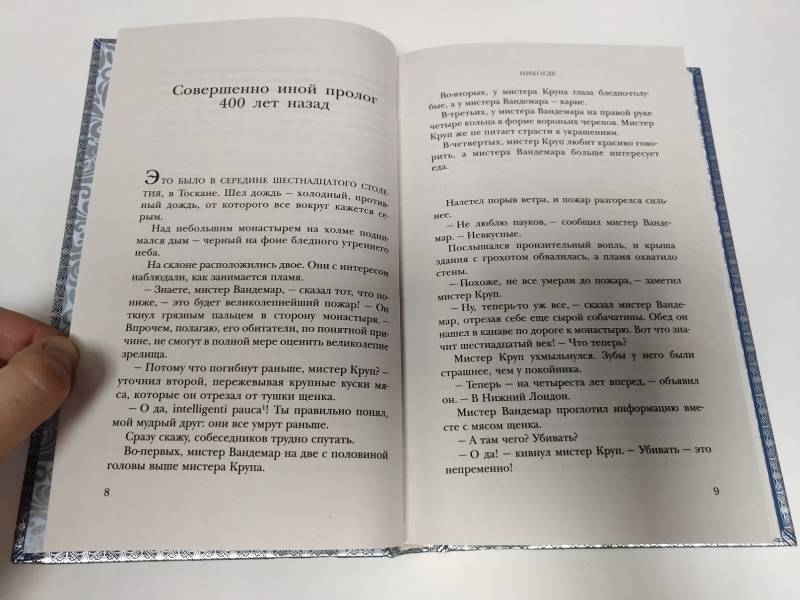 Совершенно иной пролог
400 лет назад
Это было в середине шестнадцатого столе-
тия, в Тоскане. Шел дождь – холодный, против-
ный дождь, от которого все вокруг кажется се-
рым.
Над небольшим монастырем на холме подни-
мался дым – черный на фоне бледного утреннего
неба.
На склоне расположились двое. Они с интересом
наблюдали, как занимается пламя.
– Знаете, мистер Вандемар, – сказал тот, что по-
ниже, – это будет великолепнейший пожар! – Он
ткнул грязным пальцем в сторону монастыря. –
Впрочем, полагаю, его обитатели, по понятной при-
чине, не смогут в полной мере оценить великолепие
зрелища.
– Потому что погибнут раньше, мистер Круп? –
уточнил второй, пережевывая крупные куски мя-
са, которые он отрезал от тушки щенка.
– О да, intelligenti pauca¹! Ты правильно понял,
мой мудрый друг: они все умрут раньше.
Сразу скажу, собеседников трудно спутать.
Во-первых, мистер Вандемар на две с половиной
головы выше мистера Крупа.
8
НИКОГДЕ
Во-вторых, у мистера Крупа глаза бледно-голу-
бые, а у мистера Вандемара – карие.
В-третьих, у мистера Вандемара на правой руке
четыре кольца в форме вороньих черепов. Мистер
Круп же не питает страсти к украшениям.
В-четвертых, мистер Круп любит красиво гово-
рить, а мистера Вандемара больше интересует
еда.
Налетел порыв ветра, и пожар разгорелся силь-
нее.
– Не люблю пауков, – сообщил мистер Ванде-
мар. – Невкусные.
Послышался пронзительный вопль, и крыша
здания с грохотом обвалилась, а пламя охватило
стены.
– Похоже, не все умерли до пожара, – заметил
мистер Круп.
– Ну, теперь-то уж все, – сказал мистер Ванде-
мар, отрезая себе еще сырой собачатины. Обед он
нашел в канаве по дороге к монастырю. Вот что зна-
чит шестнадцатый век! – Что теперь?
Мистер Круп ухмыльнулся. Зубы у него были
страшнее, чем у покойника.
– Теперь – на четыреста лет вперед, – объявил
он. – В Нижний Лондон.
Мистер Вандемар проглотил информацию вме-
сте с мясом щенка.
– А там чего? Убивать?
– О да! – кивнул мистер Круп. – Убивать – это
непременно!
9